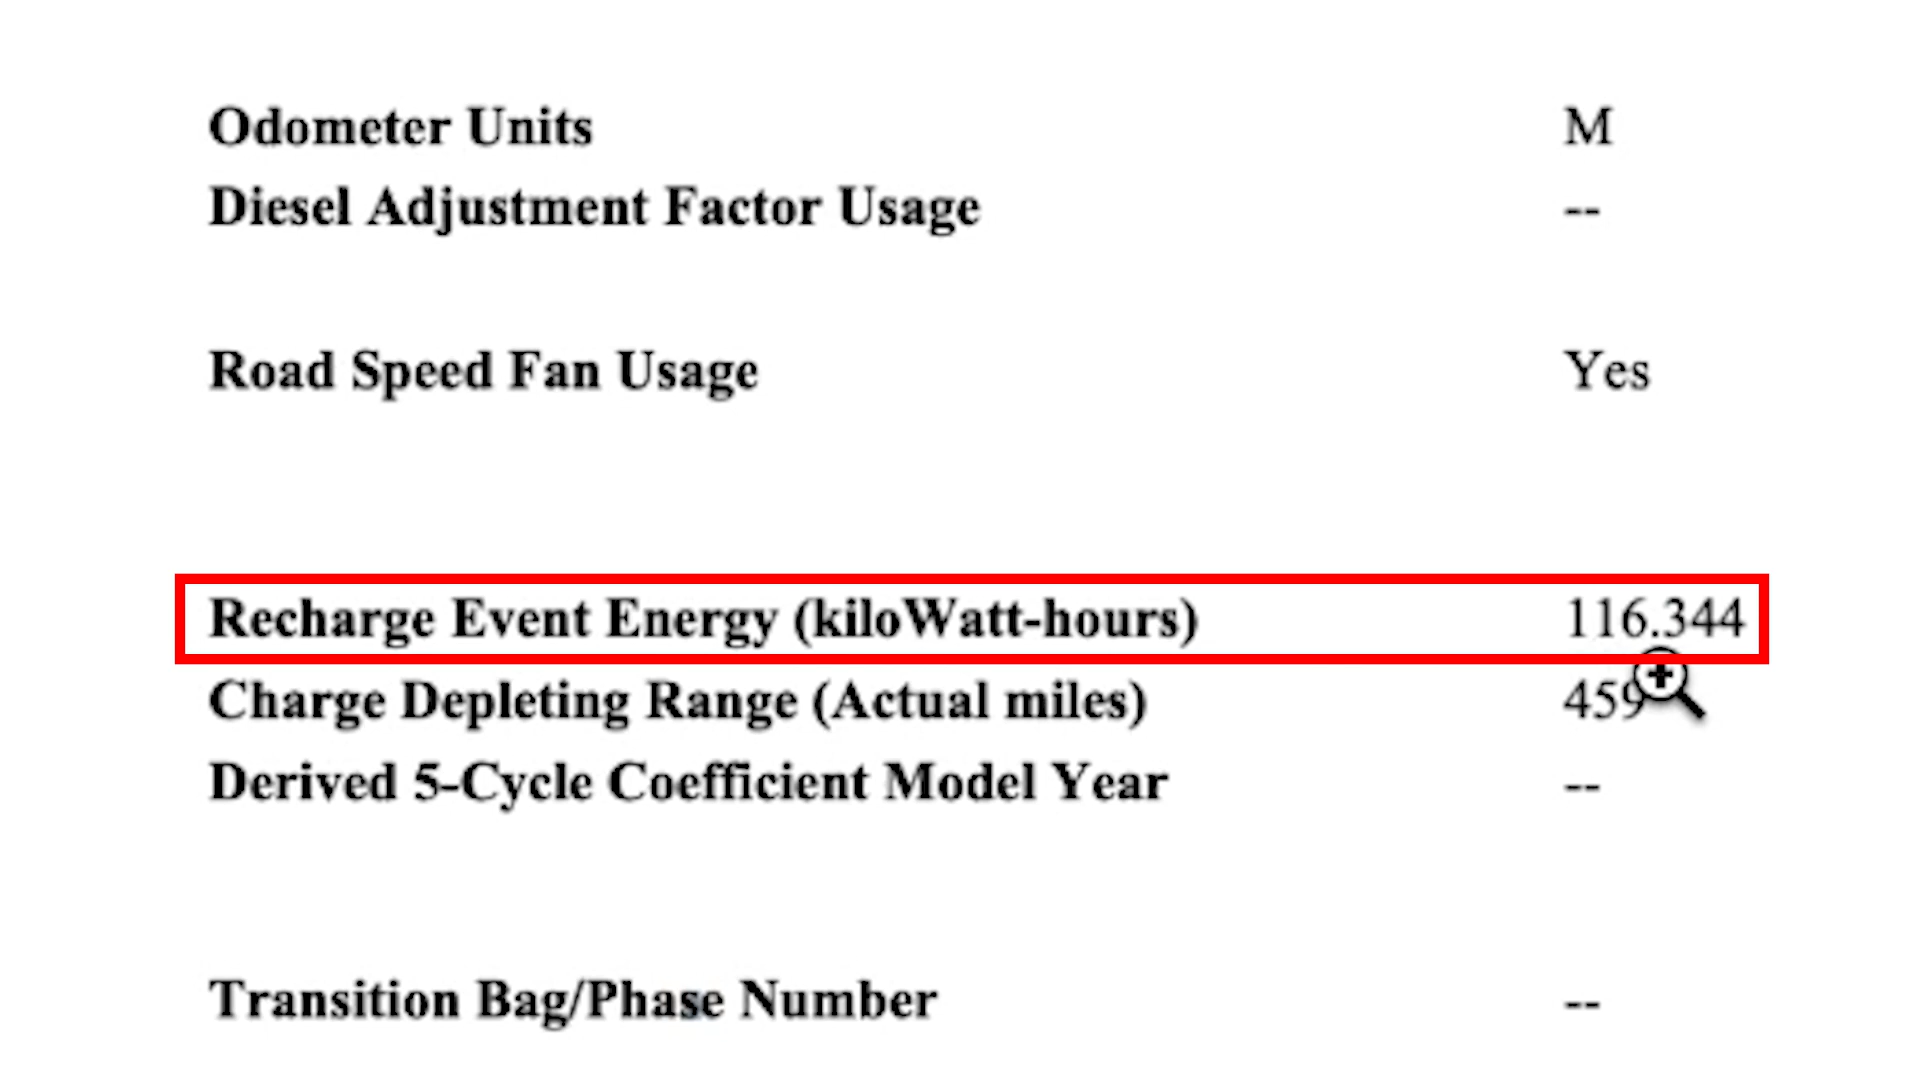 Odometer Units M
Diesel Adjustment Factor Usage --
Road Speed Fan Usage Yes
Recharge Event Energy (kiloWatt-hours) 116.344
Charge Depleting Range (Actual miles) 459
Derived 5-Cycle Coefficient Model Year --
Transition Bag/Phase Number --